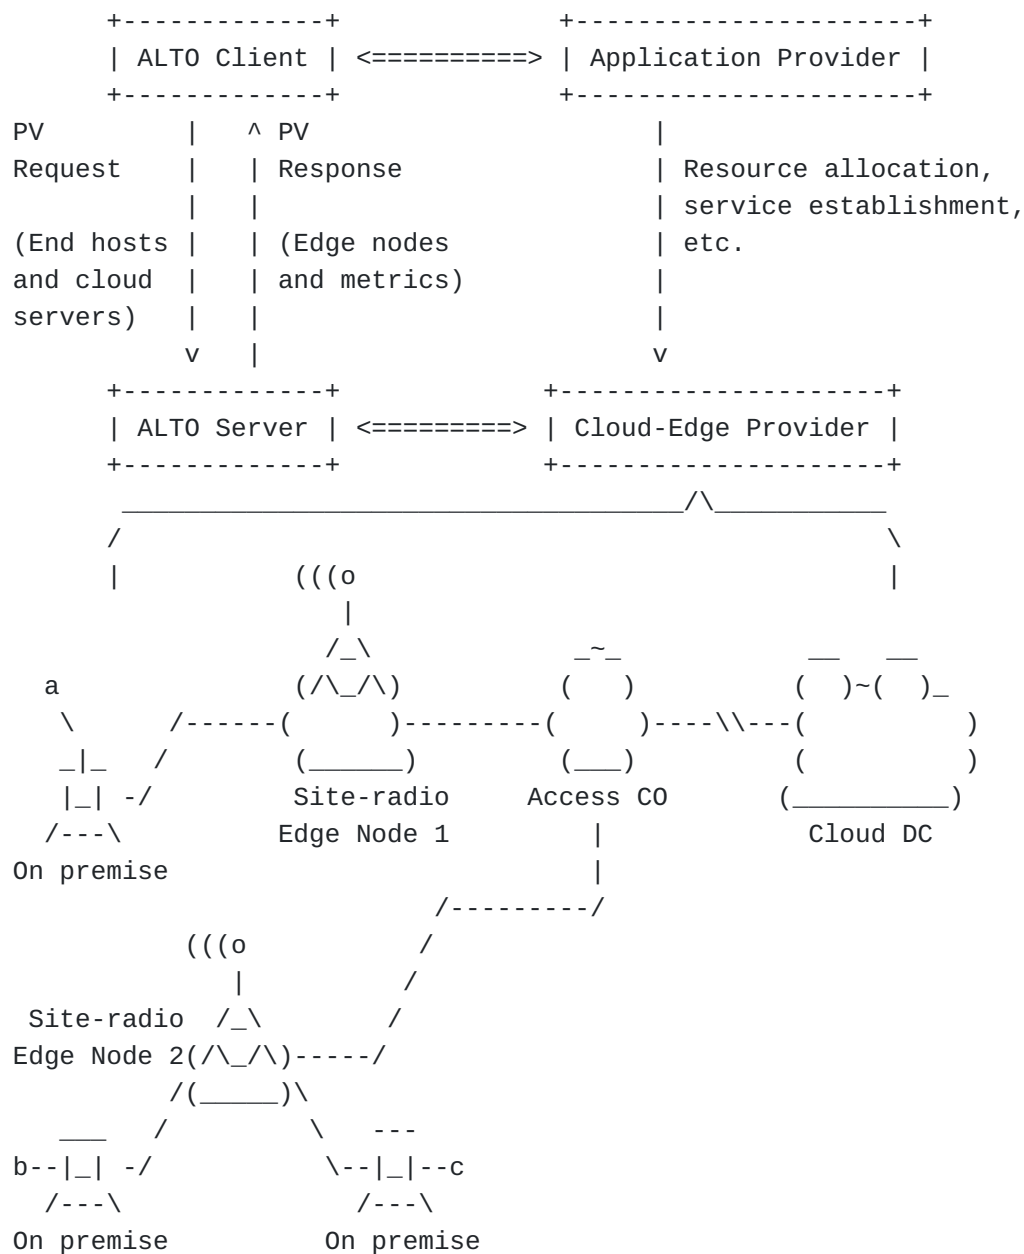 ALTO Client <==========> Application Provider
PV ^ PV
Request Response Resource allocation,
service establishment,
(End hosts (Edge nodes etc.
and cloud and metrics)
servers)
v v
ALTO Server <=========> Cloud-Edge Provider
(((o
a
Site-radio Access CO
Edge Node 1 Cloud DC
On premise
(((o
Site-radio
Edge Node 2
b c
On premise On premise